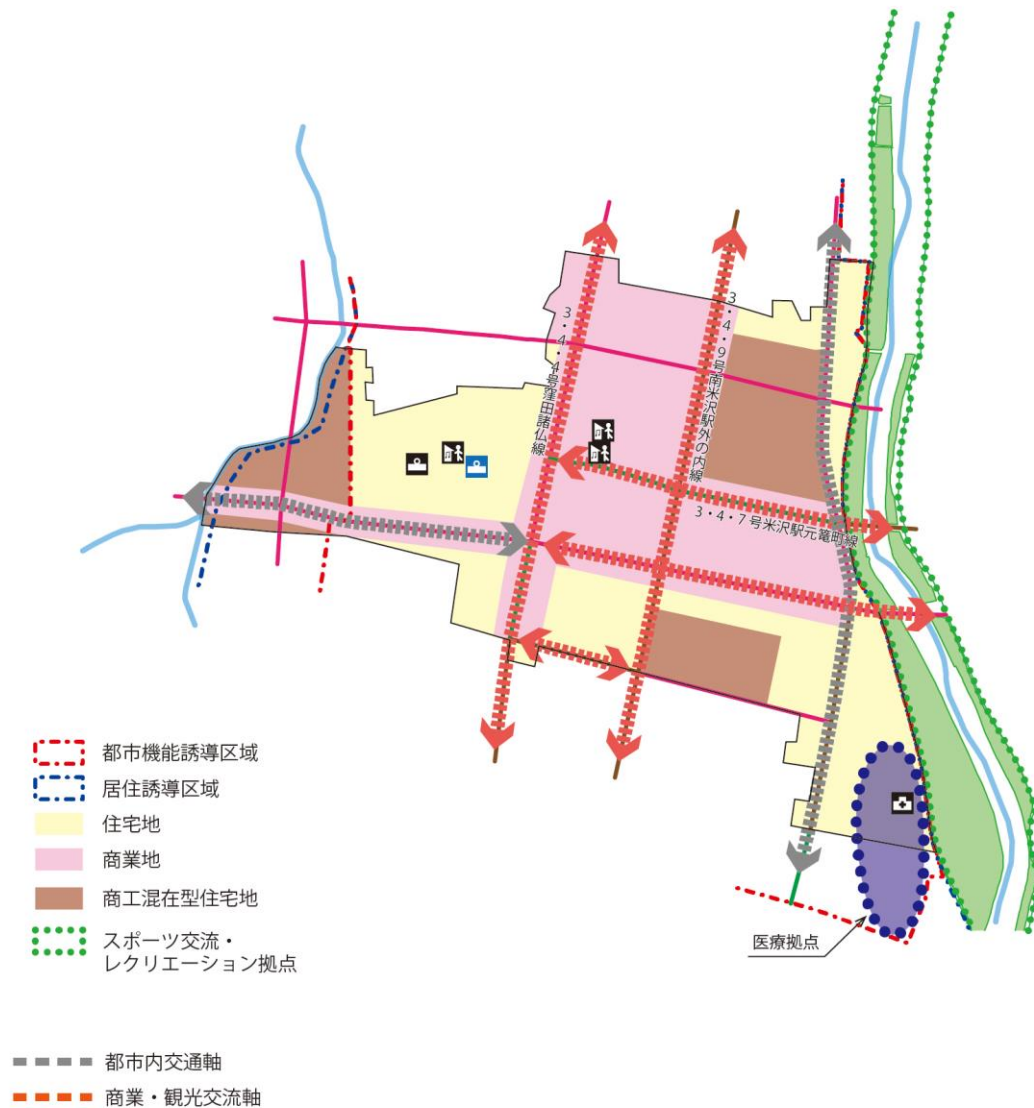 3・4・4号窪田諸仏線
3・4・9号南米沢駅外の内線
3・4・7号米沢駅元篭町線
都市機能誘導区域
居住誘導区域
住宅地
商業地
商工混在型住宅地
スポーツ交流・
レクリエーション拠点
医療拠点
都市内交通軸
商業・観光交流軸